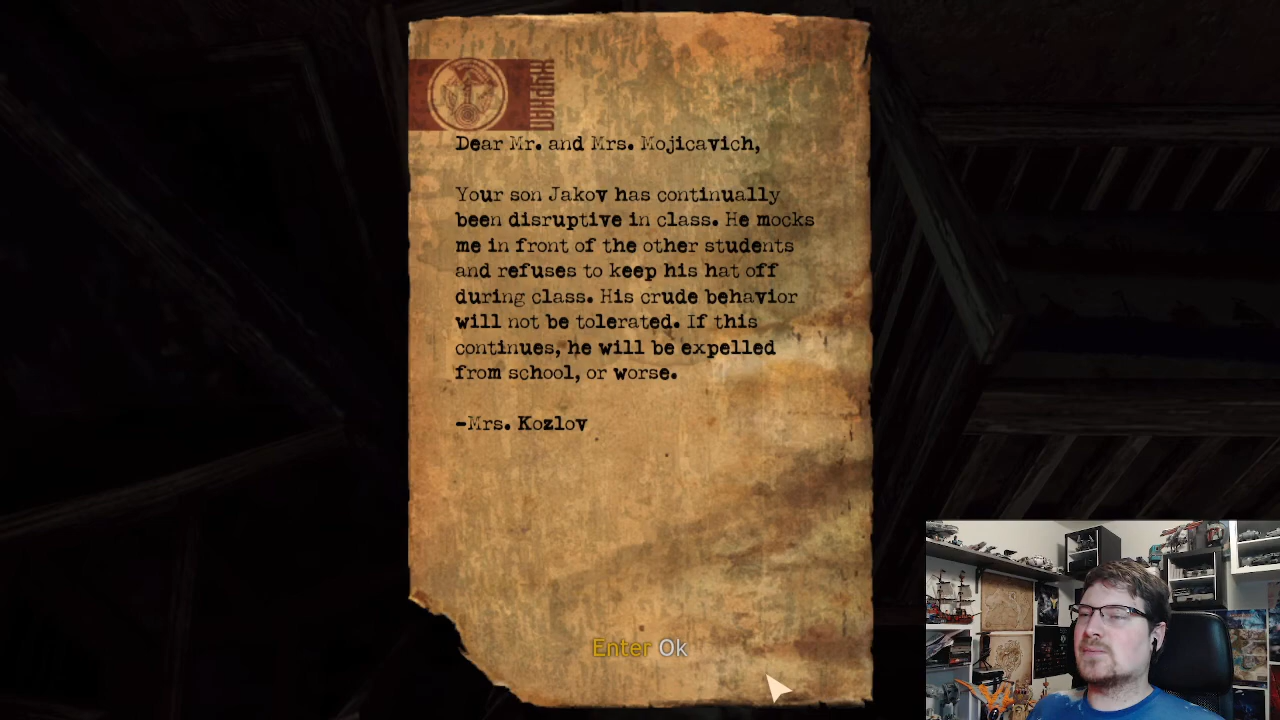 Dear Mr. and Mrs. Mojicavich,
Your son Jakov has continually
been disruptive in class. He mocks
me in front of the other students
and refuses to keep his hat off
during class. His crude behavior
will not be tolerated. If this
continues, he will be expelled
from school, or worse.
-Mrs. Kozlov
Enter Ok